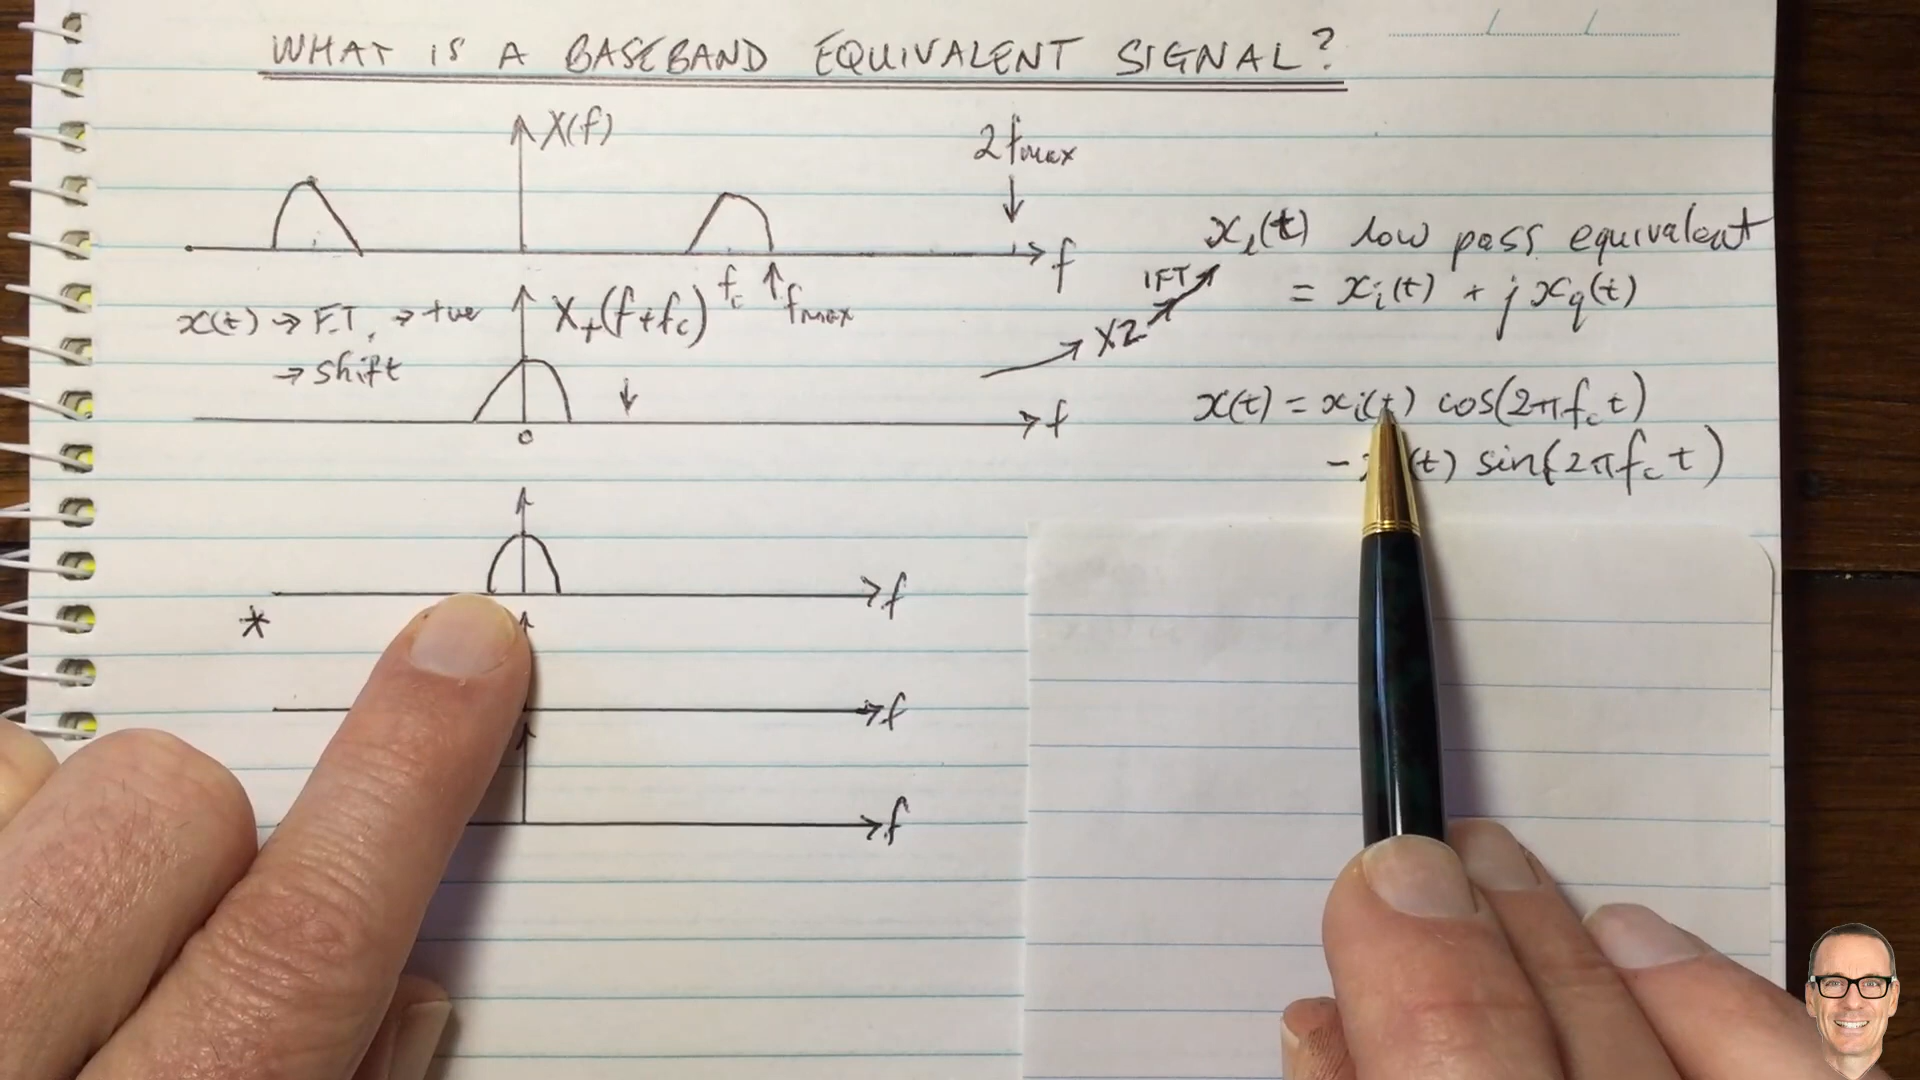 WHAT IS A BASEBAND EQUIVALENT SIGNAL?
X(f)
2fmax
f
fc
fmax
x(t) → F.T. → +ve
→ shift
X+(f+fc)
f
0
X2
IFT
xl(t) low pass equivalent
= xi(t) + j xq(t)
x(t) = xi(t) cos(2πfct)
- (t) sin(2πfct)
f
*
f
f